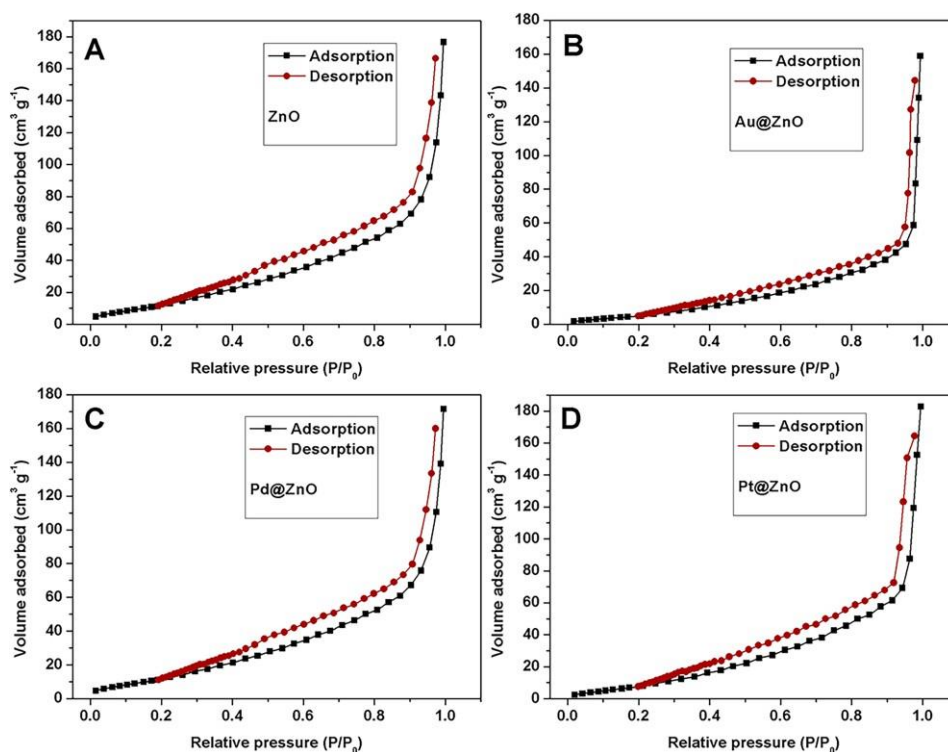 A
Adsorption
Desorption
ZnO
Volume adsorbed (cm³ g⁻¹)
180
160
140
120
100
80
60
40
20
0
0.0 0.2 0.4 0.6 0.8 1.0
Relative pressure (P/P₀)
B
Adsorption
Desorption
Au@ZnO
Volume adsorbed (cm³ g⁻¹)
180
160
140
120
100
80
60
40
20
0
0.0 0.2 0.4 0.6 0.8 1.0
Relative pressure (P/P₀)
C
Adsorption
Desorption
Pd@ZnO
Volume adsorbed (cm³ g⁻¹)
180
160
140
120
100
80
60
40
20
0
0.0 0.2 0.4 0.6 0.8 1.0
Relative pressure (P/P₀)
D
Adsorption
Desorption
Pt@ZnO
Volume adsorbed (cm³ g⁻¹)
180
160
140
120
100
80
60
40
20
0
0.0 0.2 0.4 0.6 0.8 1.0
Relative pressure (P/P₀)